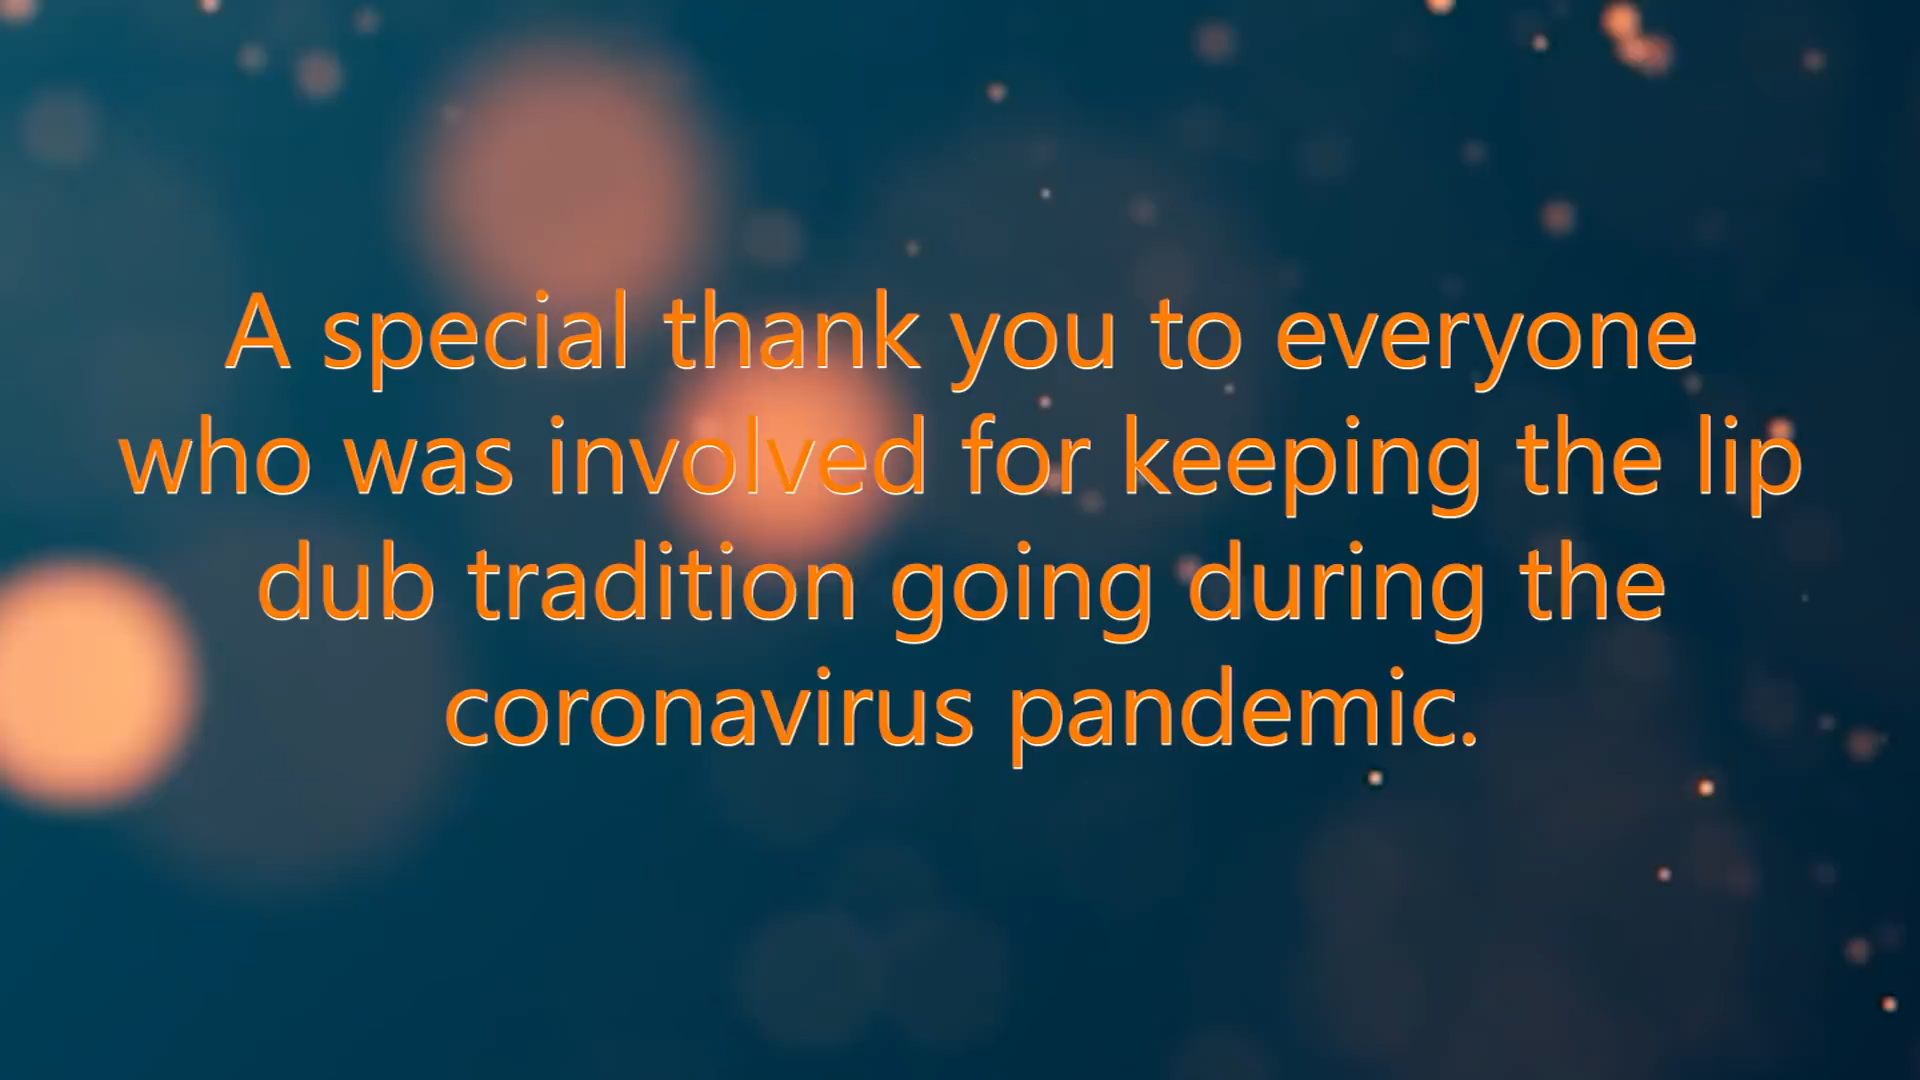 A special thank you to everyone
who was involved for keeping the lip
dub tradition going during the
coronavirus pandemic.